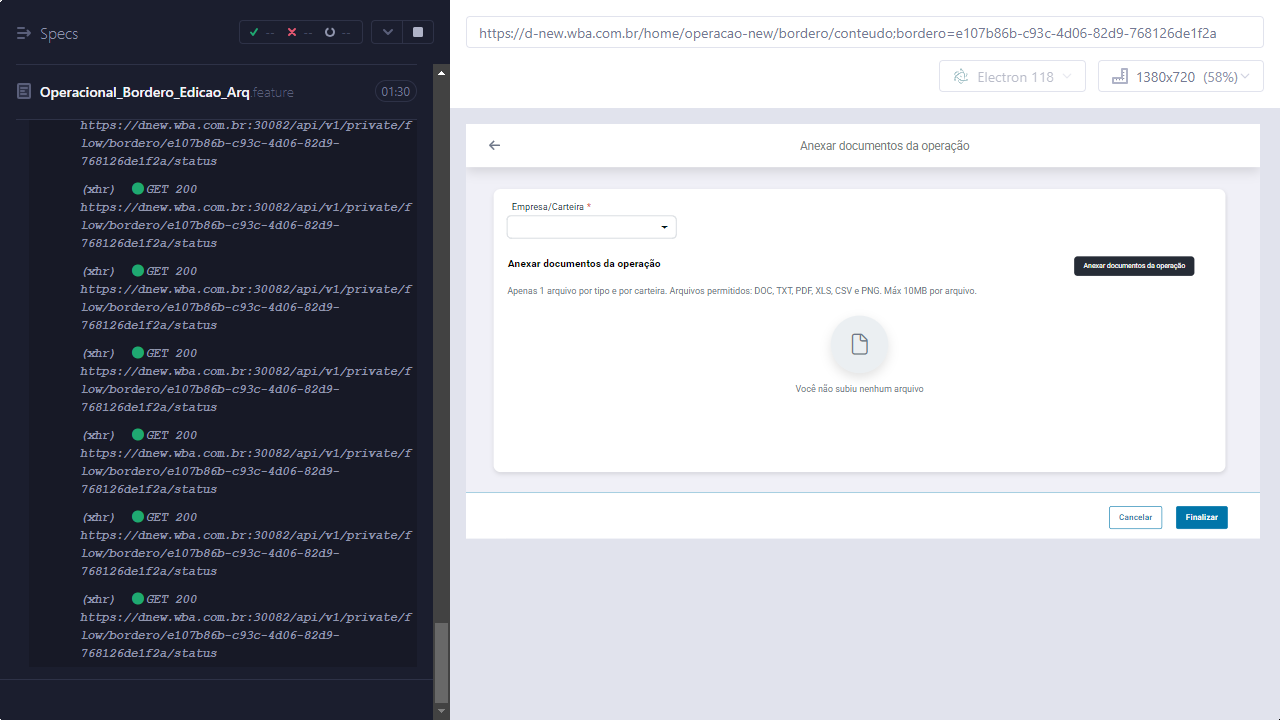 Specs
-- -- --
Operacional_Bordero_Edicao_Arq feature
01:30
https://dnew.wba.com.br:30082/api/v1/private/f
low/bordero/e107b86b-c93c-4d06-82d9-
768126de1f2a/status
(xhr) GET 200
https://dnew.wba.com.br:30082/api/v1/private/f
low/bordero/e107b86b-c93c-4d06-82d9-
768126de1f2a/status
(xhr) GET 200
https://dnew.wba.com.br:30082/api/v1/private/f
low/bordero/e107b86b-c93c-4d06-82d9-
768126de1f2a/status
(xhr) GET 200
https://dnew.wba.com.br:30082/api/v1/private/f
low/bordero/e107b86b-c93c-4d06-82d9-
768126de1f2a/status
(xhr) GET 200
https://dnew.wba.com.br:30082/api/v1/private/f
low/bordero/e107b86b-c93c-4d06-82d9-
768126de1f2a/status
(xhr) GET 200
https://dnew.wba.com.br:30082/api/v1/private/f
low/bordero/e107b86b-c93c-4d06-82d9-
768126de1f2a/status
(xhr) GET 200
https://dnew.wba.com.br:30082/api/v1/private/f
low/bordero/e107b86b-c93c-4d06-82d9-
768126de1f2a/status
https://d-new.wba.com.br/home/operacao-new/bordero/conteudo;bordero=e107b86b-c93c-4d06-82d9-768126de1f2a
Electron 118
1380x720 (58%)
Anexar documentos da operação
Empresa/Carteira *
Anexar documentos da operação
Anexar documentos da operação
Apenas 1 arquivo por tipo e por carteira. Arquivos permitidos: DOC, TXT, PDF, XLS, CSV e PNG. Máx 10MB por arquivo.
Você não subiu nenhum arquivo
Cancelar
Finalizar